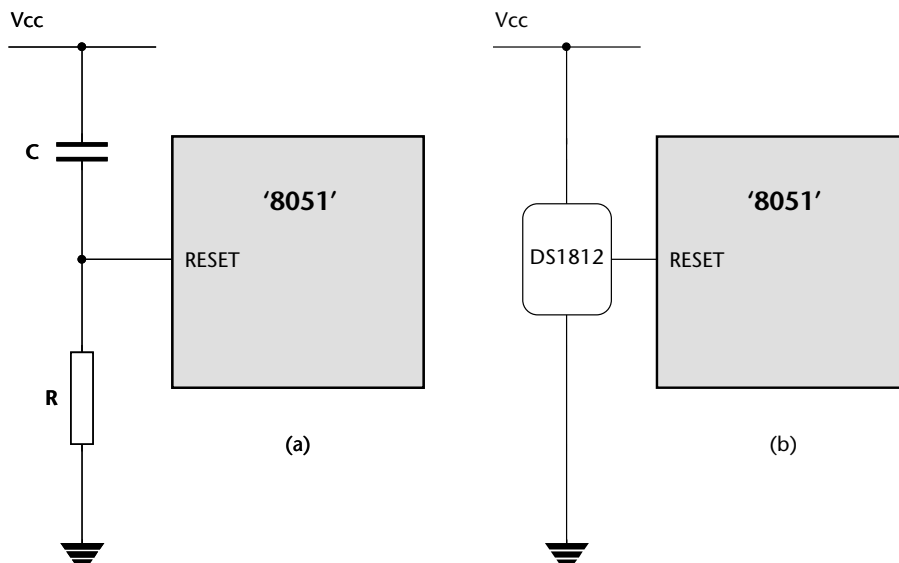 Vcc
C
'8051'
RESET
R
(a)
Vcc
DS1812
'8051'
RESET
(b)